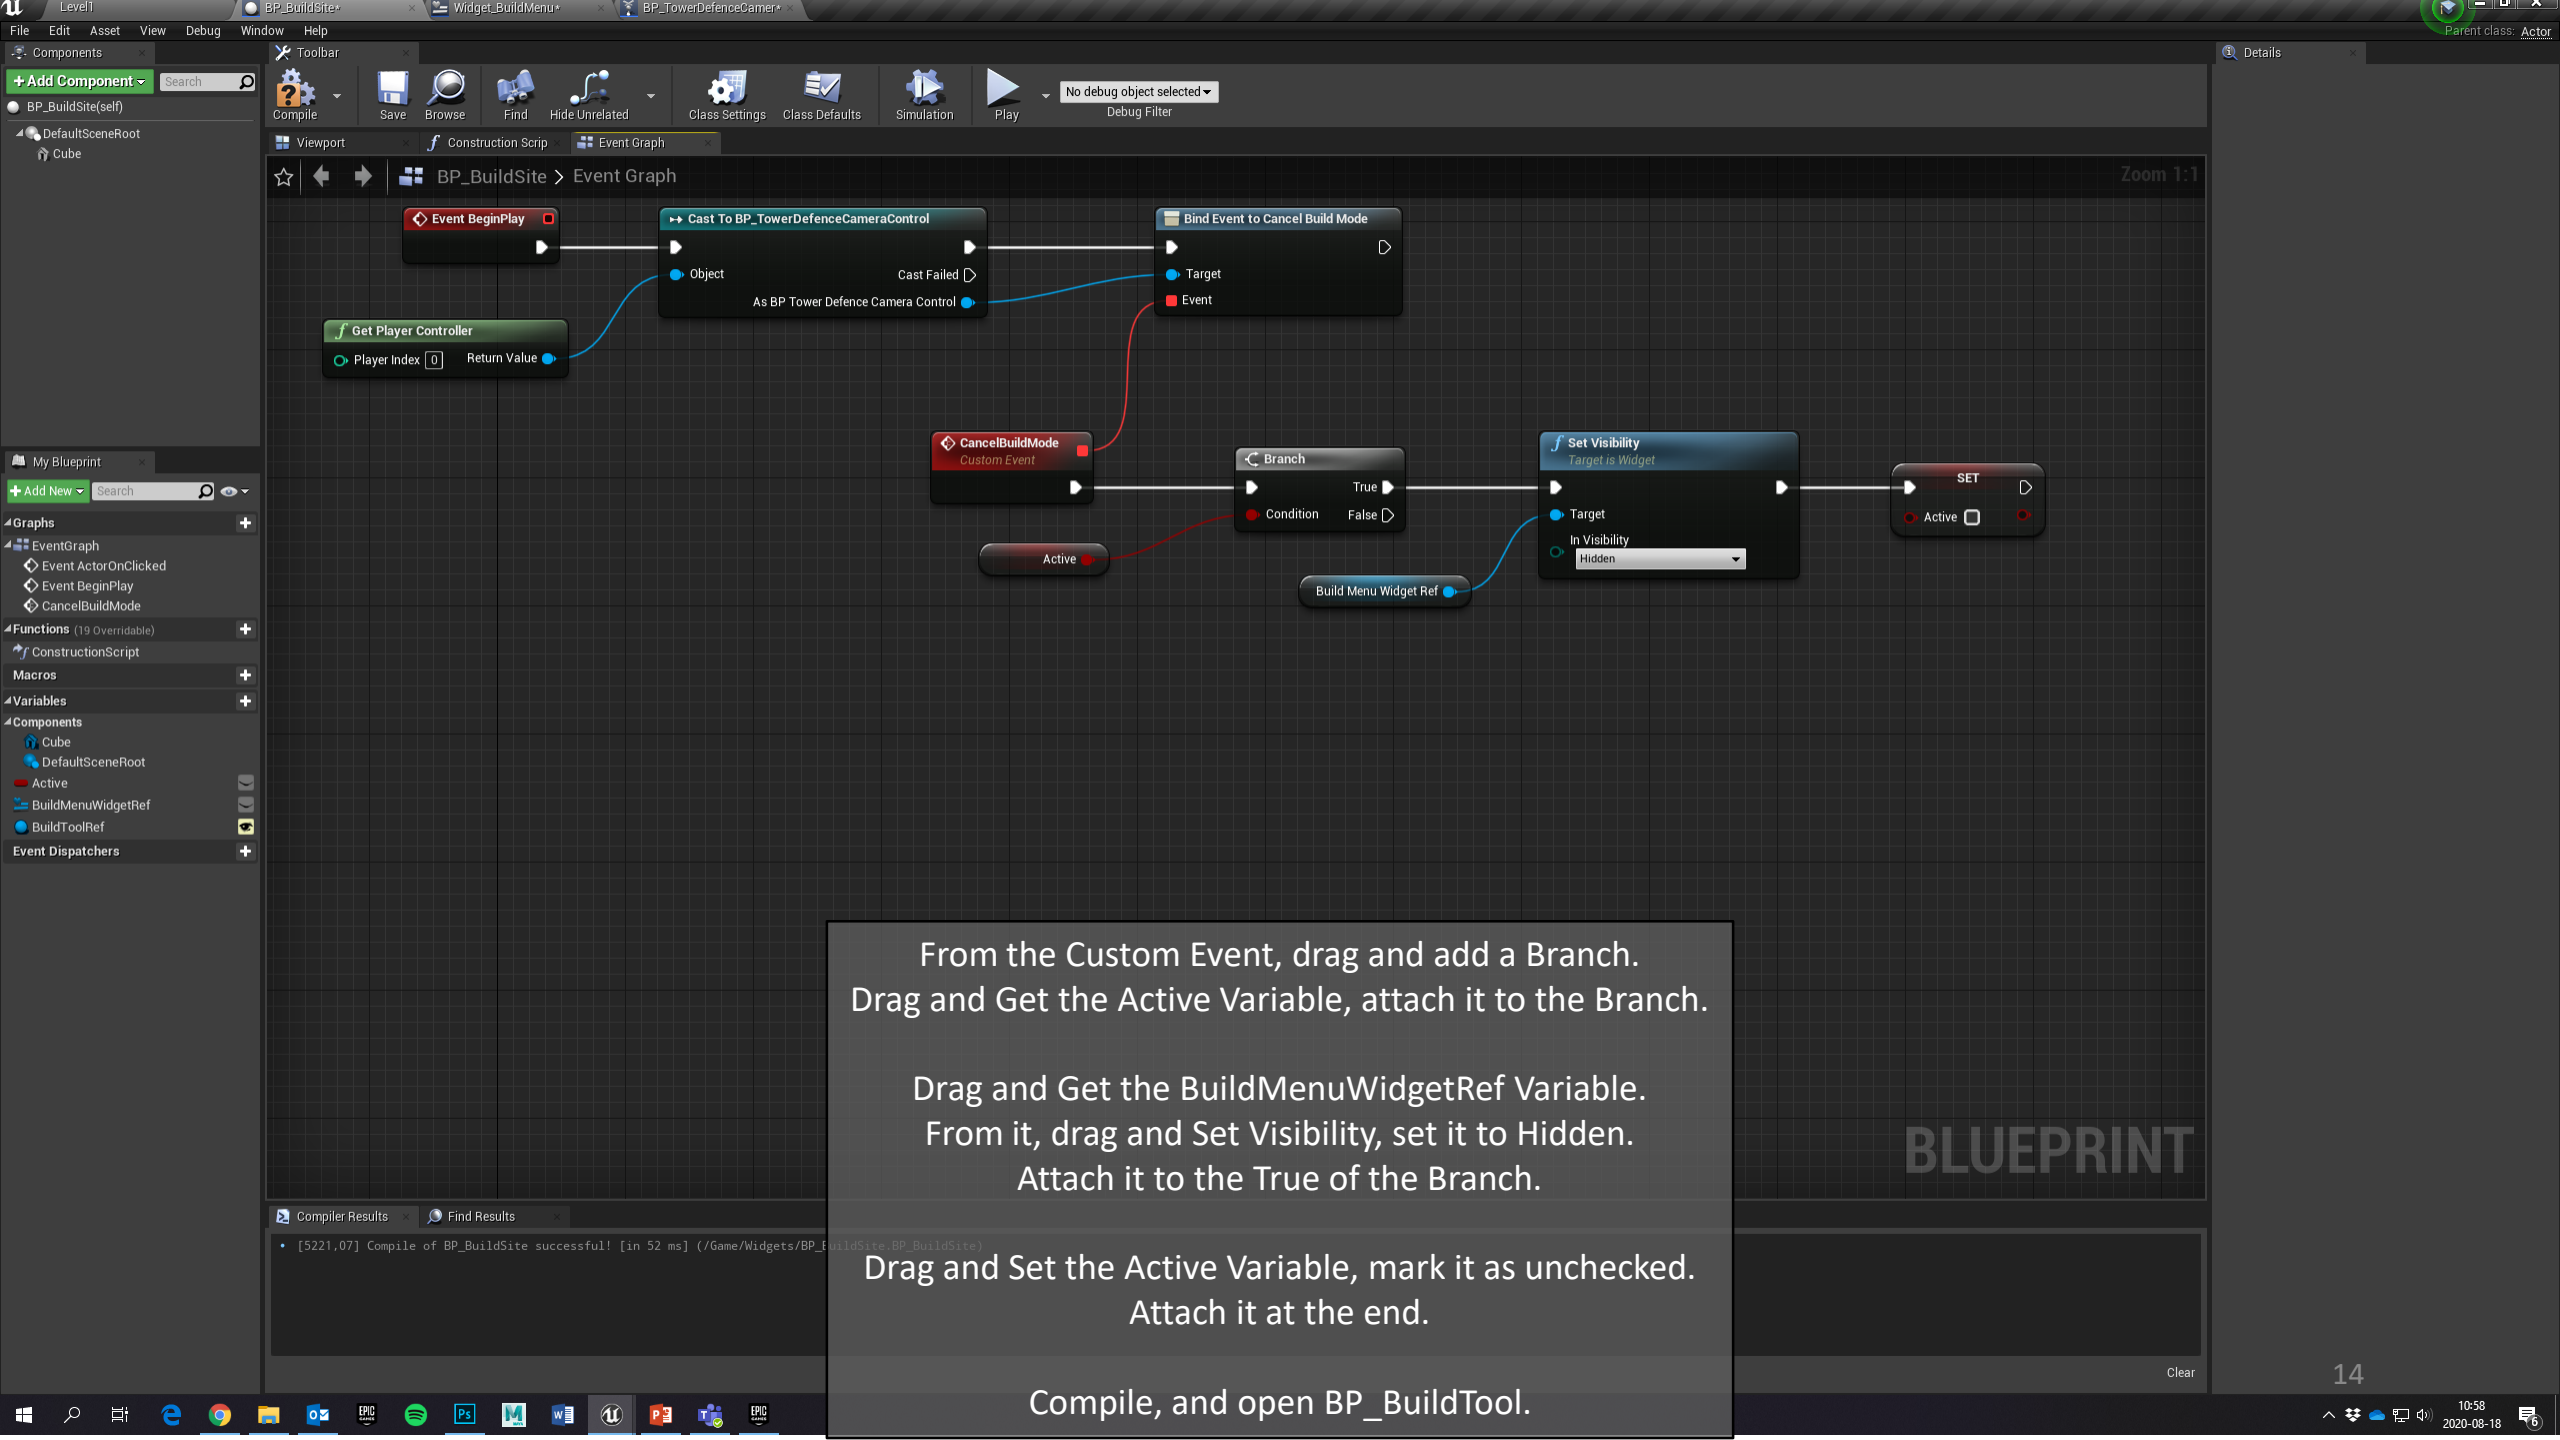 Level1
BP_BuildSite*
Widget_BuildMenu*
BP_TowerDefenceCamer*
File Edit Asset View Debug Window Help
Parent class: Actor
Components
Toolbar
Details
+Add Component
Search
BP_BuildSite(self)
DefaultSceneRoot
Cube
Compile
Save
Browse
Find
Hide Unrelated
Class Settings
Class Defaults
Simulation
Play
No debug object selected
Debug Filter
Viewport
Construction Scrip
Event Graph
BP_BuildSite > Event Graph
Zoom 1:1
Event BeginPlay
Cast To BP_TowerDefenceCameraControl
Object
Cast Failed
As BP Tower Defence Camera Control
Bind Event to Cancel Build Mode
Target
Event
Get Player Controller
Player Index 0
Return Value
CancelBuildMode
Custom Event
Branch
True
Condition
False
Active
Set Visibility
Target is Widget
Target
In Visibility
Hidden
Build Menu Widget Ref
SET
Active
My Blueprint
+Add New
Search
Graphs
EventGraph
Event ActorOnClicked
Event BeginPlay
CancelBuildMode
Functions (19 Overridable)
ConstructionScript
Macros
Variables
Components
Cube
DefaultSceneRoot
Active
BuildMenuWidgetRef
BuildToolRef
Event Dispatchers
BLUEPRINT
Compiler Results
Find Results
[5221,07] Compile of BP_BuildSite successful! [in 52 ms] (/Game/Widgets/BP_BuildSite.BP_BuildSite)
Clear
From the Custom Event, drag and add a Branch.
Drag and Get the Active Variable, attach it to the Branch.
Drag and Get the BuildMenuWidgetRef Variable.
From it, drag and Set Visibility, set it to Hidden.
Attach it to the True of the Branch.
Drag and Set the Active Variable, mark it as unchecked.
Attach it at the end.
Compile, and open BP_BuildTool.
14
10:58
2020-08-18
6